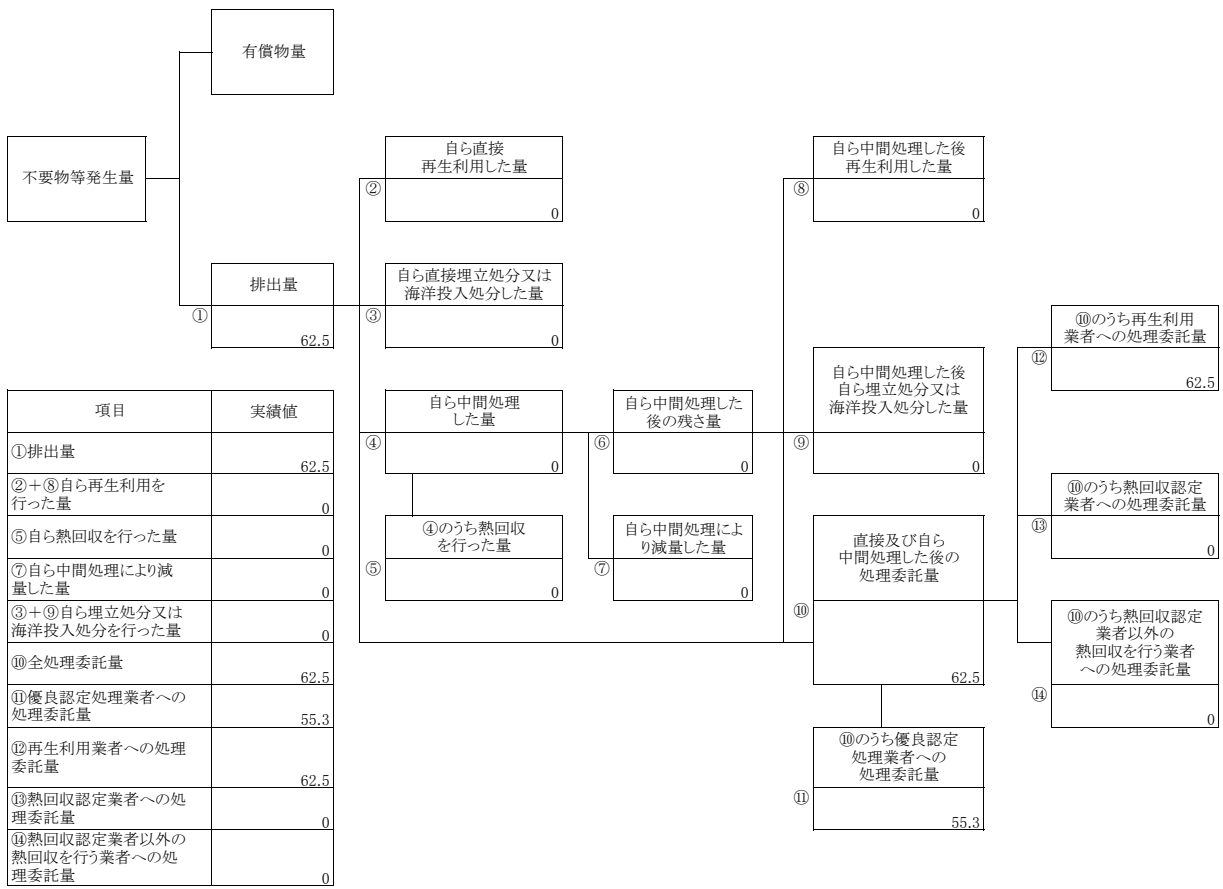 有償物量
不要物等発生量
自ら直接
再生利用した量
②
0
自ら中間処理した後
再生利用した量
⑧
0
排出量
①
62.5
自ら直接埋立処分又は
海洋投入処分した量
③
0
⑩のうち再生利用
業者への処理委託量
⑫
62.5
自ら中間処理
した量
④
0
自ら中間処理した
後の残さ量
⑥
0
自ら中間処理した後
自ら埋立処分又は
海洋投入処分した量
⑨
0
⑩のうち熱回収認定
業者への処理委託量
⑬
0
④のうち熱回収
を行った量
⑤
0
自ら中間処理によ
り減量した量
⑦
0
直接及び自ら
中間処理した後の
処理委託量
⑩
62.5
⑩のうち熱回収認定
業者以外の
熱回収を行う業者
への処理委託量
⑭
0
⑩のうち優良認定
処理業者への
処理委託量
⑪
55.3
項目 実績値
①排出量
62.5
②+⑧自ら再生利用を
行った量
0
⑤自ら熱回収を行った量
0
⑦自ら中間処理により減
量した量
0
③+⑨自ら埋立処分又は
海洋投入処分を行った量
0
⑩全処理委託量
62.5
⑪優良認定処理業者への
処理委託量
55.3
⑫再生利用業者への処理
委託量
62.5
⑬熱回収認定業者への処
理委託量
0
⑭熱回収認定業者以外の
熱回収を行う業者への処
理委託量
0